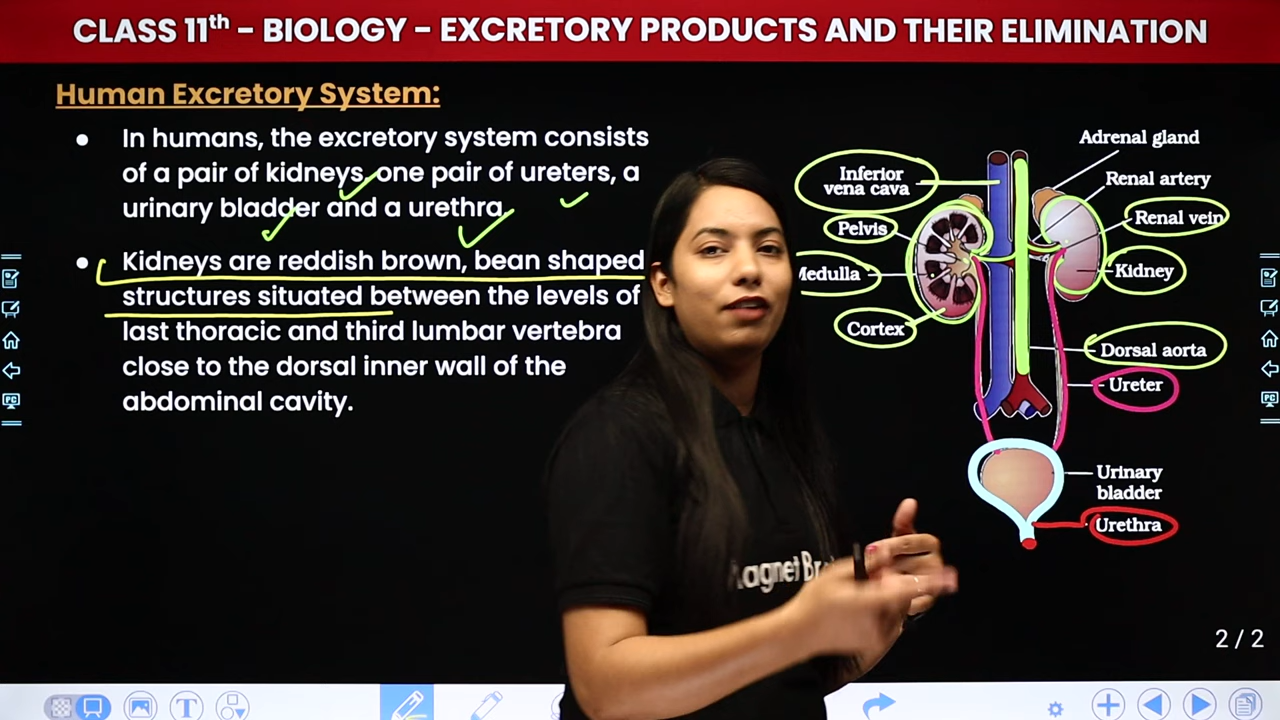 CLASS 11th - BIOLOGY - EXCRETORY PRODUCTS AND THEIR ELIMINATION
Human Excretory System:
● In humans, the excretory system consists
of a pair of kidneys, one pair of ureters, a
urinary bladder and a urethra
● Kidneys are reddish brown, bean shaped
structures situated between the levels of
last thoracic and third lumbar vertebra
close to the dorsal inner wall of the
abdominal cavity.
Adrenal gland
Inferior
vena cava
Renal artery
Pelvis
Renal vein
Medulla
Kidney
Cortex
Dorsal aorta
Ureter
Urinary
bladder
Urethra
2 / 2
PC
PC
T